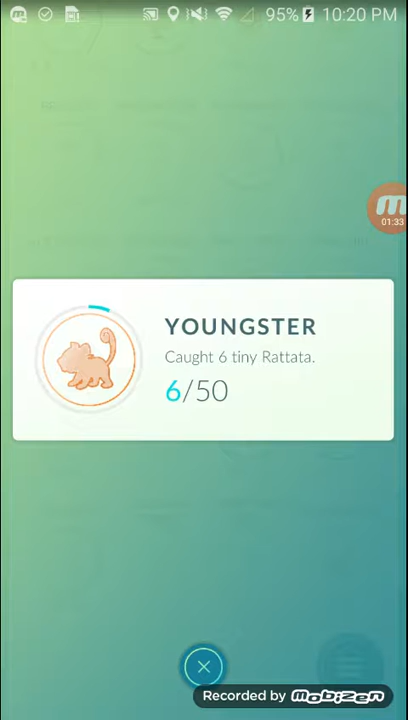 95% 10:20 PM
01:33
YOUNGSTER
Caught 6 tiny Rattata.
6/50
Recorded by mobizen